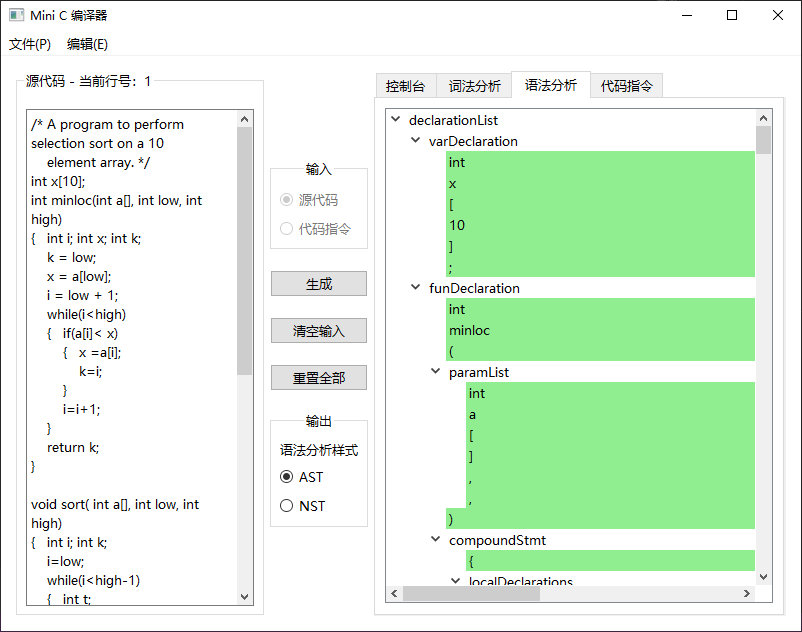 Mini C 编译器
文件(P)
编辑(E)
源代码 - 当前行号：1
/* A program to perform
selection sort on a 10
element array. */
int x[10];
int minloc(int a[], int low, int
high)
{ int i; int x; int k;
k = low;
x = a[low];
i = low + 1;
while(i<high)
{ if(a[i]< x)
{ x =a[i];
k=i;
}
i=i+1;
}
return k;
}
void sort( int a[], int low, int
high)
{ int i; int k;
i=low;
while(i<high-1)
{ int t;
输入
源代码
代码指令
生成
清空输入
重置全部
输出
语法分析样式
AST
NST
控制台
词法分析
语法分析
代码指令
declarationList
varDeclaration
int
x
[
10
]
;
funDeclaration
int
minloc
(
paramList
int
a
[
]
,
,
)
compoundStmt
{
localDeclarations